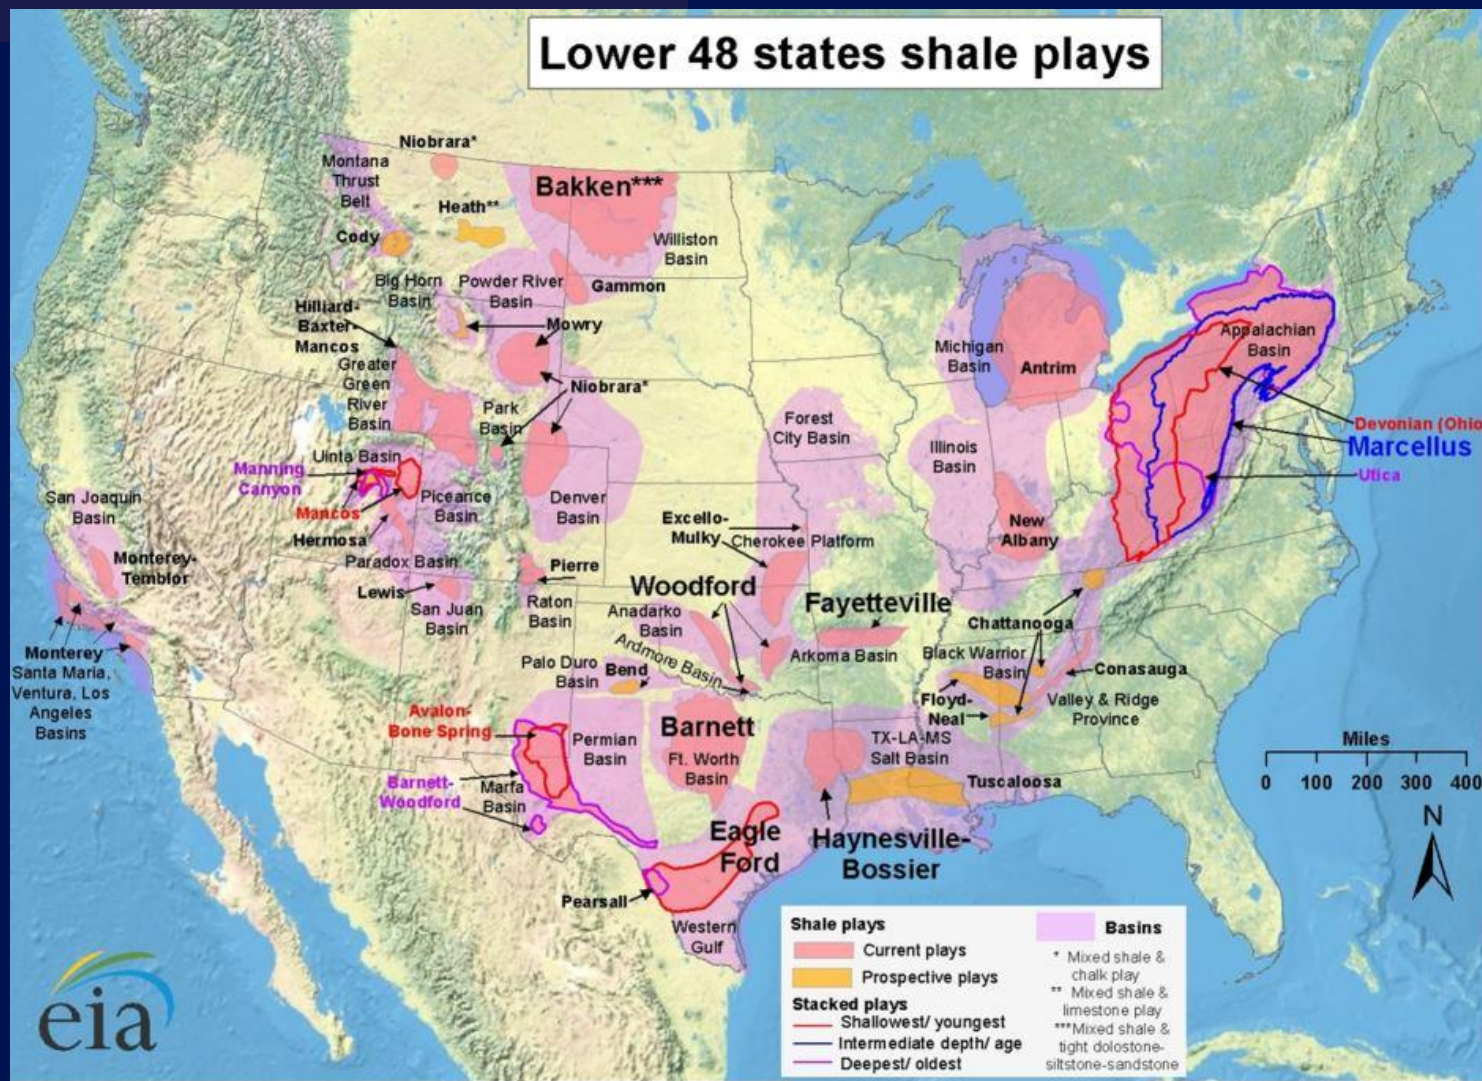 Lower 48 states shale plays
Niobrara*
Montana
Thrust
Belt
Bakken***
Heath**
Cody
Williston
Basin
Big Horn
Basin
Powder River
Basin
Gammon
Hilliard-
Baxter-
Mancos
Mowry
Greater
Green
River
Basin
Niobrara*
Park
Basin
Michigan
Basin
Antrim
Appalachian
Basin
Forest
City Basin
Illinois
Basin
Devonian (Ohio
Marcellus
Utica
Uinta Basin
Manning
Canyon
Mancos
Piceance
Basin
Denver
Basin
San Joaquin
Basin
Hermosa
Excello-
Mulky
Cherokee Platform
New
Albany
Monterey-
Temblor
Paradox Basin
Pierre
Lewis
San Juan
Basin
Raton
Basin
Woodford
Anadarko
Basin
Fayetteville
Chattanooga
Ardmore Basin
Arkoma Basin
Black Warrior
Basin
Conasauga
Monterey
Santa Maria,
Ventura, Los
Angeles
Basins
Palo Duro
Basin
Bend
Floyd-
Neal
Valley & Ridge
Province
Avalon-
Bone Spring
Permian
Basin
Barnett
Ft. Worth
Basin
TX-LA-MS
Salt Basin
Tuscaloosa
Barnett-
Woodford
Marfa
Basin
Eagle
Ford
Haynesville-
Bossier
Pearsall
Western
Gulf
Miles
0 100 200 300 400
N
Shale plays
Current plays
Prospective plays
Stacked plays
Shallowest/ youngest
Intermediate depth/ age
Deepest/ oldest
Basins
* Mixed shale &
chalk play
** Mixed shale &
limestone play
***Mixed shale &
tight dolostone-
siltstone-sandstone
eia